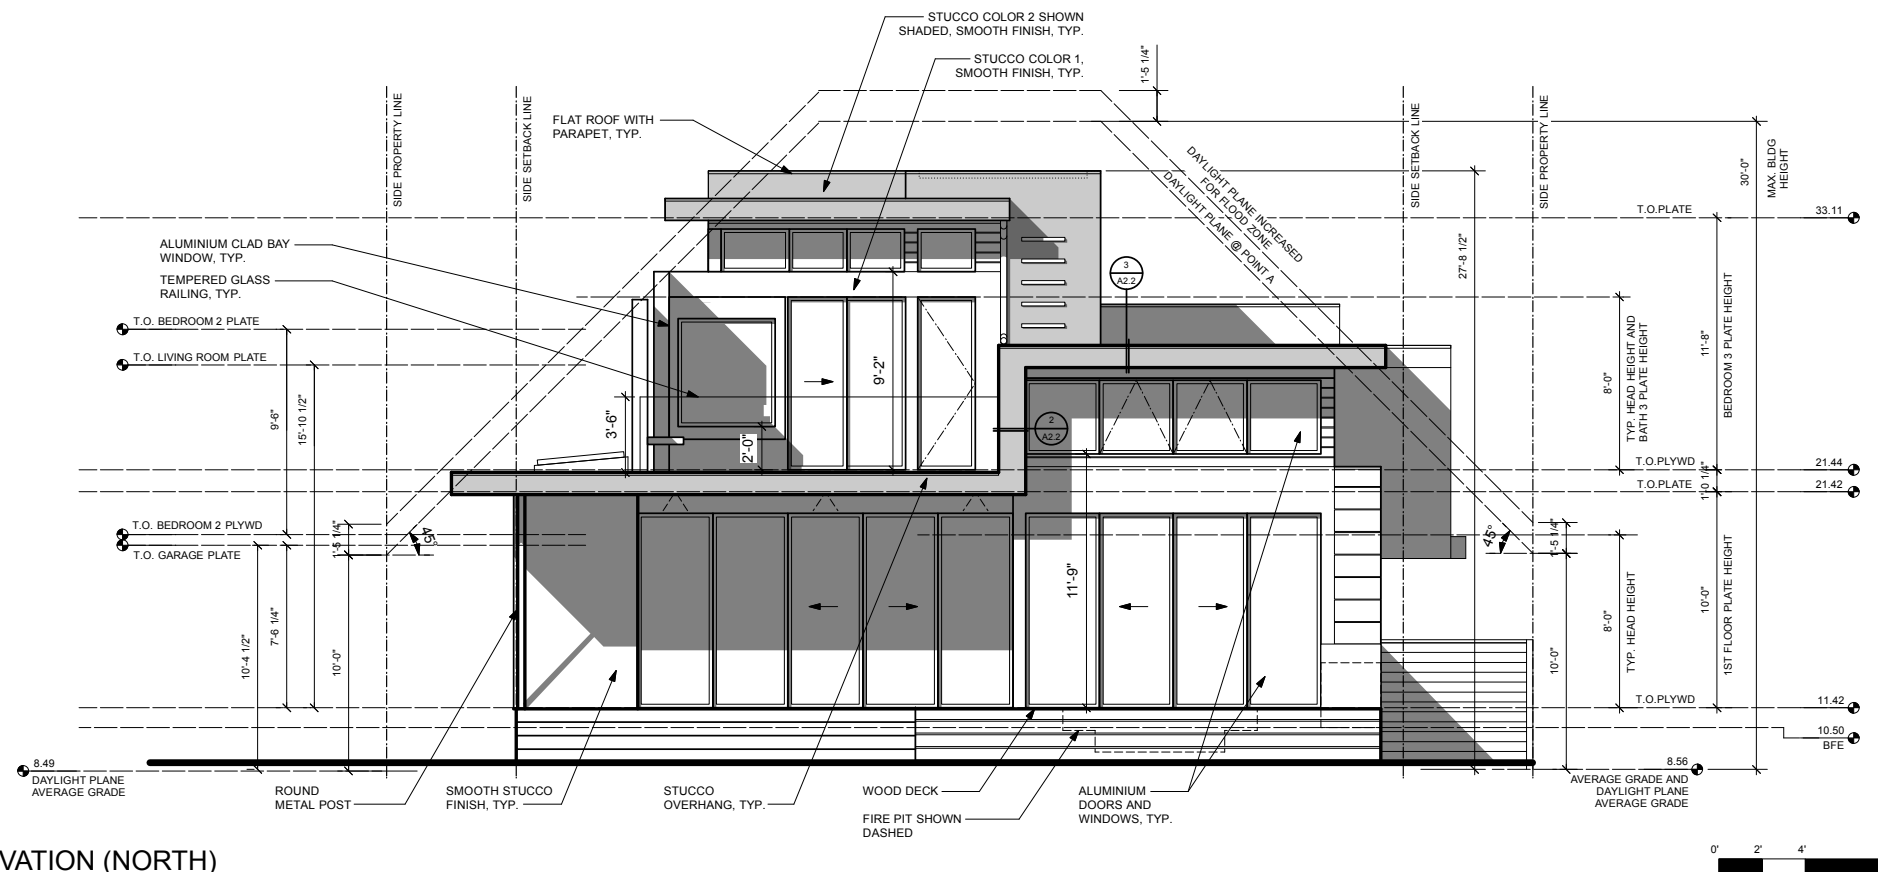 STUCCO COLOR 2 SHOWN
SHADED, SMOOTH FINISH, TYP.
STUCCO COLOR 1,
SMOOTH FINISH, TYP.
1'-5 1/4"
FLAT ROOF WITH
PARAPET, TYP.
SIDE PROPERTY LINE
SIDE SETBACK LINE
DAYLIGHT PLANE INCREASED
FOR FLOOD ZONE
DAYLIGHT PLANE @ POINT A
SIDE SETBACK LINE
SIDE PROPERTY LINE
30'-0"
MAX. BLDG
HEIGHT
T.O.PLATE
33.11
ALUMINIUM CLAD BAY
WINDOW, TYP.
TEMPERED GLASS
RAILING, TYP.
3
A2.2
27'-8 1/2"
T.O. BEDROOM 2 PLATE
T.O. LIVING ROOM PLATE
9'-6"
15'-10 1/2"
3'-6"
2'-0"
9'-2"
2
A2.2
8'-0"
TYP. HEAD HEIGHT AND
BATH 3 PLATE HEIGHT
11'-8"
BEDROOM 3 PLATE HEIGHT
T.O.PLYWD
21.44
1'-0 1/4"
T.O.PLATE
21.42
T.O. BEDROOM 2 PLYWD
T.O. GARAGE PLATE
1'-5 1/4"
45°
45°
1'-5 1/4"
10'-4 1/2"
7'-6 1/4"
10'-0"
11'-9"
10'-0"
8'-0"
TYP. HEAD HEIGHT
10'-0"
1ST FLOOR PLATE HEIGHT
T.O.PLYWD
11.42
10.50
BFE
8.49
DAYLIGHT PLANE
AVERAGE GRADE
8.56
AVERAGE GRADE AND
DAYLIGHT PLANE
AVERAGE GRADE
ROUND
METAL POST
SMOOTH STUCCO
FINISH, TYP.
STUCCO
OVERHANG, TYP.
WOOD DECK
FIRE PIT SHOWN
DASHED
ALUMINIUM
DOORS AND
WINDOWS, TYP.
VATION (NORTH)
0' 2' 4'